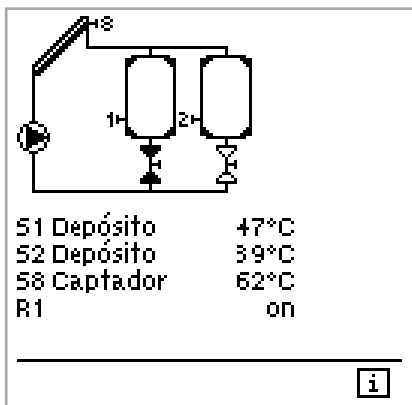 8
1 2
S1 Depósito 47°C
S2 Depósito 39°C
S8 Captador 62°C
R1 on
i